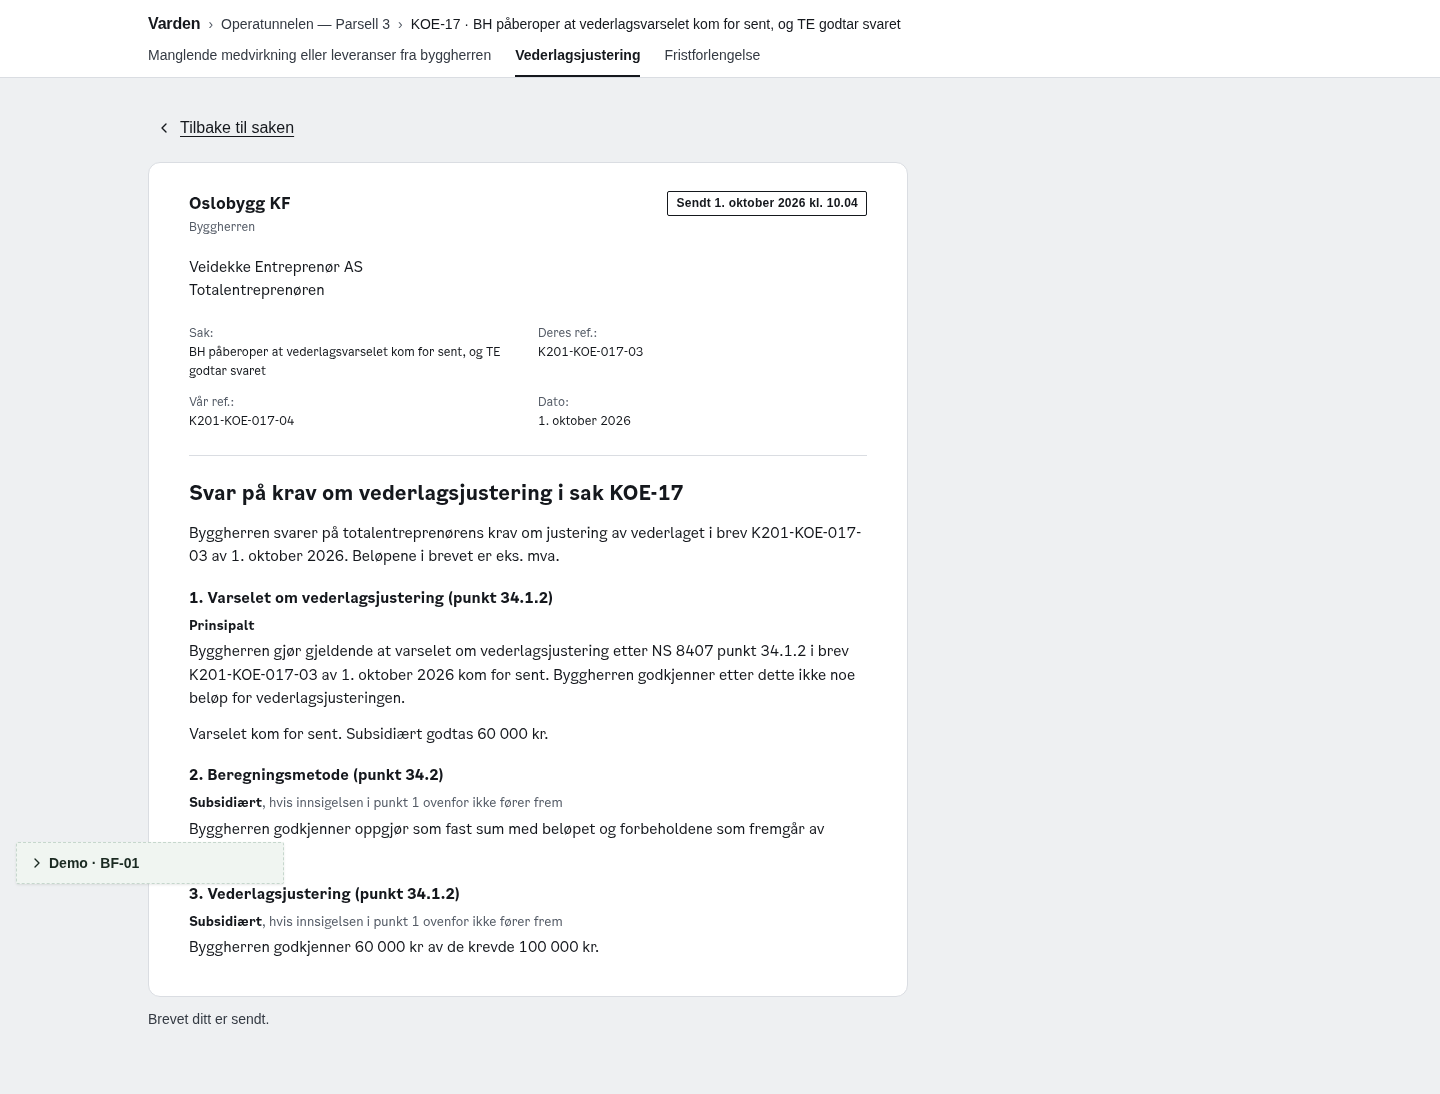 Varden › Operatunnelen — Parsell 3 › KOE-17 · BH påberoper at vederlagsvarselet kom for sent, og TE godtar svaret
Manglende medvirkning eller leveranser fra byggherren Vederlagsjustering Fristforlengelse
Tilbake til saken
Oslobygg KF
Sendt 1. oktober 2026 kl. 10.04
Byggherren
Veidekke Entreprenør AS
Totalentreprenøren
Sak:
BH påberoper at vederlagsvarselet kom for sent, og TE
godtar svaret
Deres ref.:
K201-KOE-017-03
Vår ref.:
K201-KOE-017-04
Dato:
1. oktober 2026
Svar på krav om vederlagsjustering i sak KOE-17
Byggherren svarer på totalentreprenørens krav om justering av vederlaget i brev K201-KOE-017-
03 av 1. oktober 2026. Beløpene i brevet er eks. mva.
1. Varselet om vederlagsjustering (punkt 34.1.2)
Prinsipalt
Byggherren gjør gjeldende at varselet om vederlagsjustering etter NS 8407 punkt 34.1.2 i brev
K201-KOE-017-03 av 1. oktober 2026 kom for sent. Byggherren godkjenner etter dette ikke noe
beløp for vederlagsjusteringen.
Varselet kom for sent. Subsidiært godtas 60 000 kr.
2. Beregningsmetode (punkt 34.2)
Subsidiært, hvis innsigelsen i punkt 1 ovenfor ikke fører frem
Byggherren godkjenner oppgjør som fast sum med beløpet og forbeholdene som fremgår av
Demo · BF-01
3. Vederlagsjustering (punkt 34.1.2)
Subsidiært, hvis innsigelsen i punkt 1 ovenfor ikke fører frem
Byggherren godkjenner 60 000 kr av de krevde 100 000 kr.
Brevet ditt er sendt.